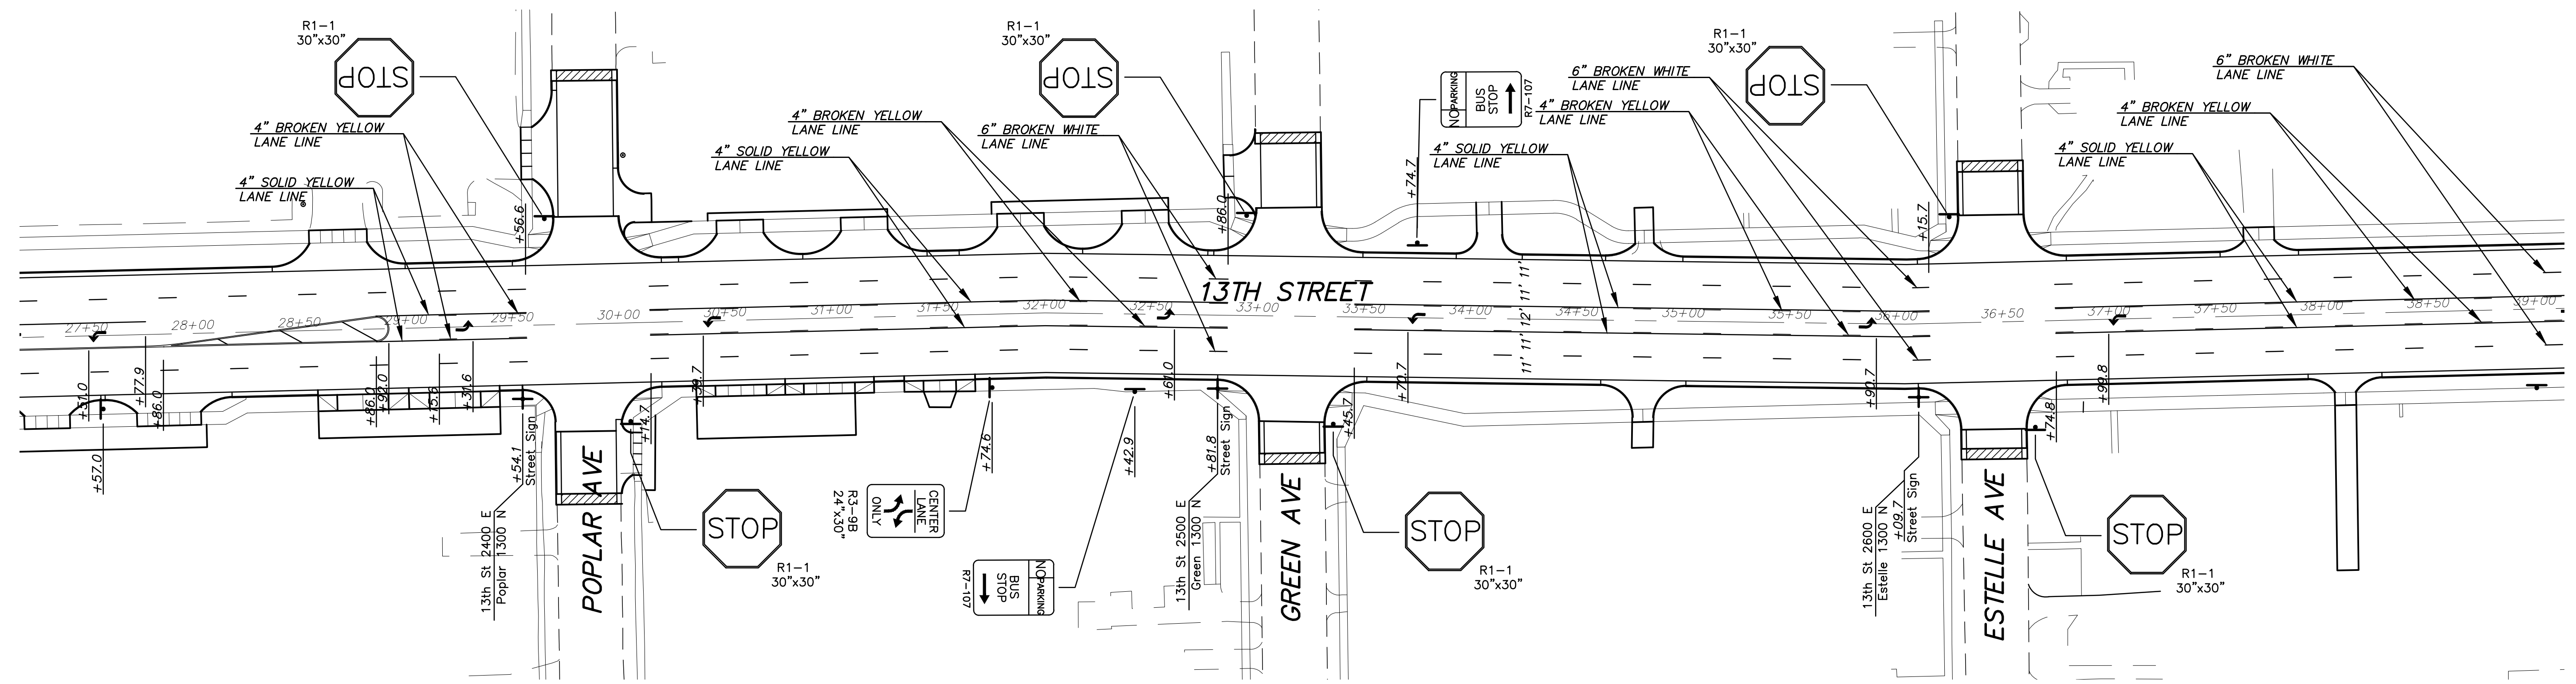 R1-1
30"x30"
STOP
4" BROKEN YELLOW
LANE LINE
4" SOLID YELLOW
LANE LINE
+56.6
4" BROKEN YELLOW
LANE LINE
4" SOLID YELLOW
LANE LINE
R1-1
30"x30"
STOP
6" BROKEN WHITE
LANE LINE
+86.0
+74.7
NO PARKING
BUS
STOP
R7-107
6" BROKEN WHITE
LANE LINE
4" BROKEN YELLOW
LANE LINE
4" SOLID YELLOW
LANE LINE
R1-1
30"x30"
STOP
+15.7
6" BROKEN WHITE
LANE LINE
4" BROKEN YELLOW
LANE LINE
4" SOLID YELLOW
LANE LINE
13TH STREET
27+50
28+00
28+50
29+00
29+50
30+00
30+50
31+00
31+50
32+00
32+50
33+00
33+50
34+00
34+50
35+00
35+50
36+00
36+50
37+00
37+50
38+00
38+50
39+00
11' 11' 12' 11' 11'
+31.0
+57.0
+77.9
+86.0
+86.0
+92.0
+75.6
+31.6
+54.1
Street Sign
13th St 2400 E
Poplar 1300 N
POPLAR AVE
+14.7
STOP
R1-1
30"x30"
+39.7
CENTER
LANE
ONLY
R3-9B
24"x30"
+74.6
NO PARKING
BUS
STOP
R7-107
+42.9
+61.0
+81.8
Street Sign
13th St 2500 E
Green 1300 N
GREEN AVE
+45.7
STOP
R1-1
30"x30"
+70.7
+90.7
+09.7
Street Sign
13th St 2600 E
Estelle 1300 N
ESTELLE AVE
+74.8
+99.8
STOP
R1-1
30"x30"